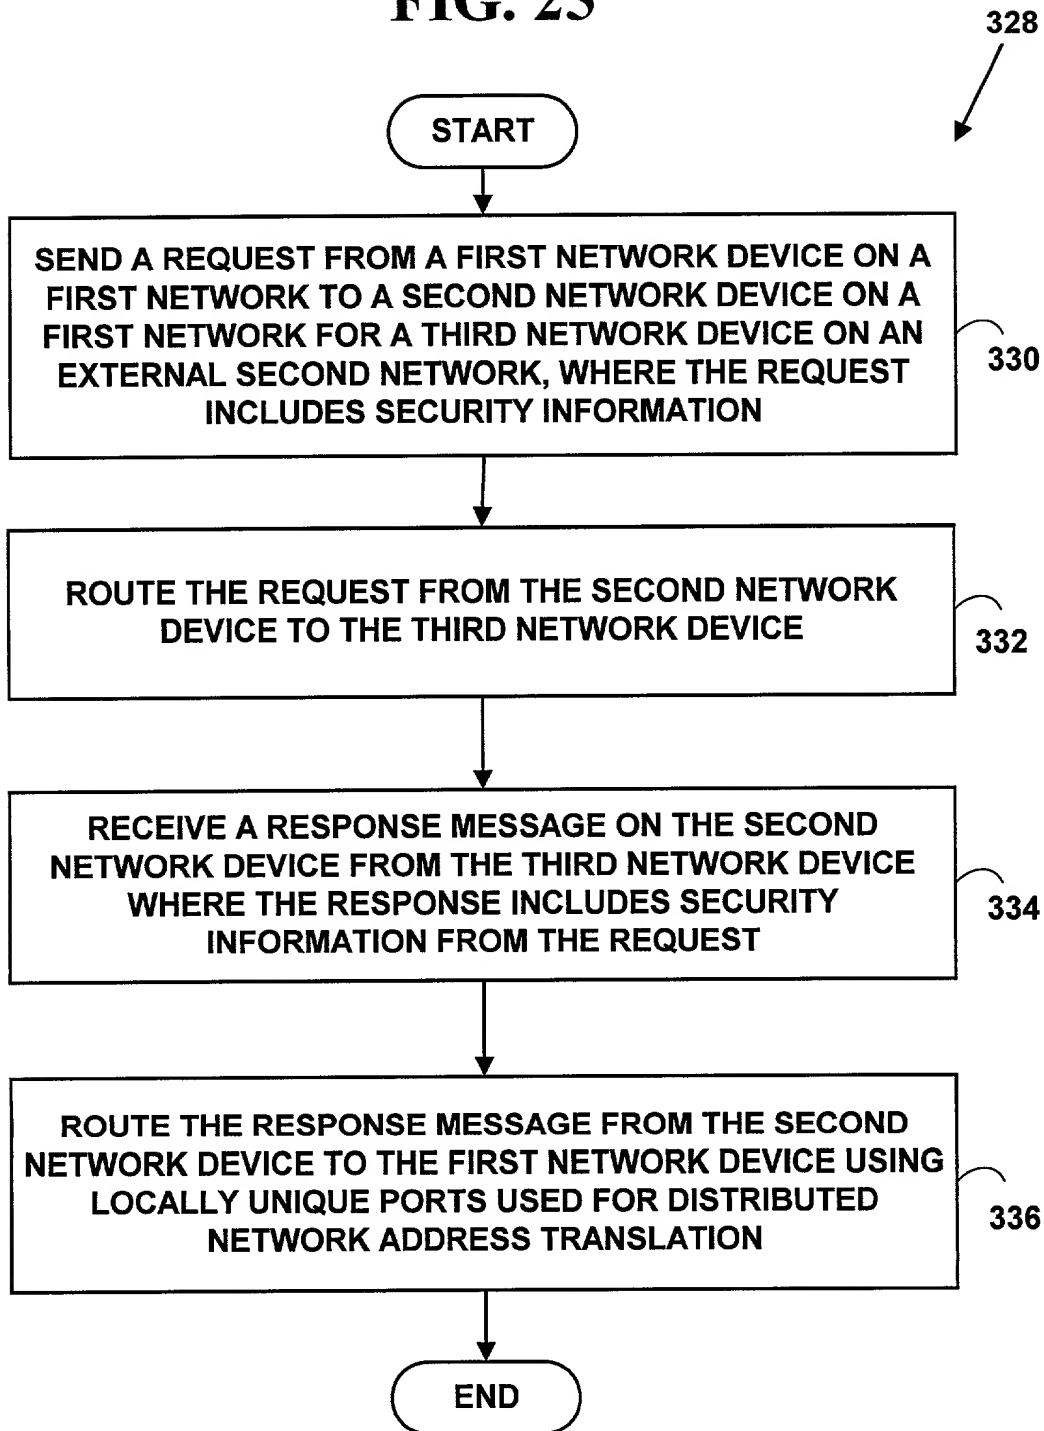 FIG. 23
328
START
SEND A REQUEST FROM A FIRST NETWORK DEVICE ON A
FIRST NETWORK TO A SECOND NETWORK DEVICE ON A
FIRST NETWORK FOR A THIRD NETWORK DEVICE ON AN
EXTERNAL SECOND NETWORK, WHERE THE REQUEST
INCLUDES SECURITY INFORMATION
330
ROUTE THE REQUEST FROM THE SECOND NETWORK
DEVICE TO THE THIRD NETWORK DEVICE
332
RECEIVE A RESPONSE MESSAGE ON THE SECOND
NETWORK DEVICE FROM THE THIRD NETWORK DEVICE
WHERE THE RESPONSE INCLUDES SECURITY
INFORMATION FROM THE REQUEST
334
ROUTE THE RESPONSE MESSAGE FROM THE SECOND
NETWORK DEVICE TO THE FIRST NETWORK DEVICE USING
LOCALLY UNIQUE PORTS USED FOR DISTRIBUTED
NETWORK ADDRESS TRANSLATION
336
END